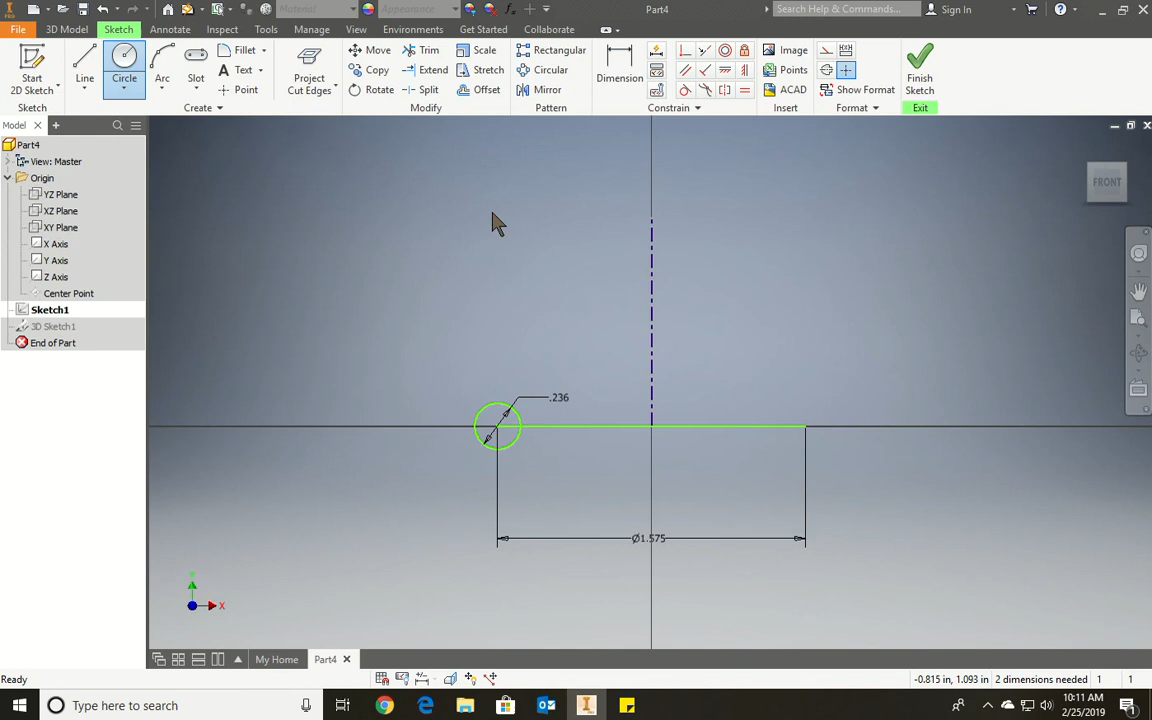 Material
Appearance
Part4
Search Help & Commands...
Sign In
File
3D Model
Sketch
Annotate
Inspect
Tools
Manage
View
Environments
Get Started
Collaborate
Start
2D Sketch
Line
Circle
Arc
Slot
Fillet
Text
Point
Project
Cut Edges
Move
Copy
Rotate
Trim
Extend
Split
Scale
Stretch
Offset
Rectangular
Circular
Mirror
Dimension
Image
Points
ACAD
Show Format
Finish
Sketch
Sketch
Create
Modify
Pattern
Constrain
Insert
Format
Exit
Model
Part4
View: Master
Origin
YZ Plane
XZ Plane
XY Plane
X Axis
Y Axis
Z Axis
Center Point
Sketch1
3D Sketch1
End of Part
FRONT
.236
Ø1.575
X
My Home
Part4
Ready
-0.815 in, 1.093 in
2 dimensions needed
1
1
Type here to search
10:11 AM
2/25/2019